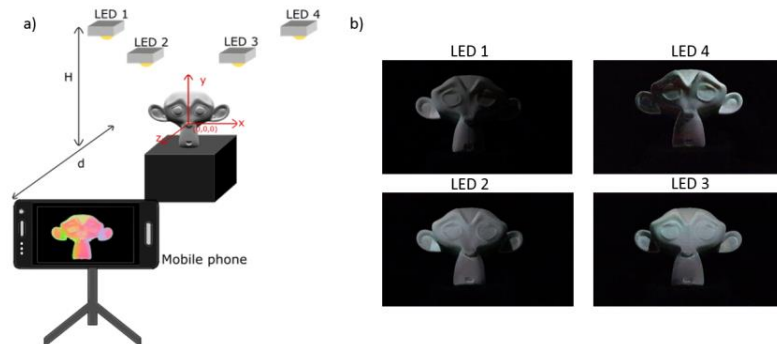 a)
LED 1
LED 2
LED 3
LED 4
H
y
x
z
(0,0,0)
d
Mobile phone
b)
LED 1
LED 4
LED 2
LED 3